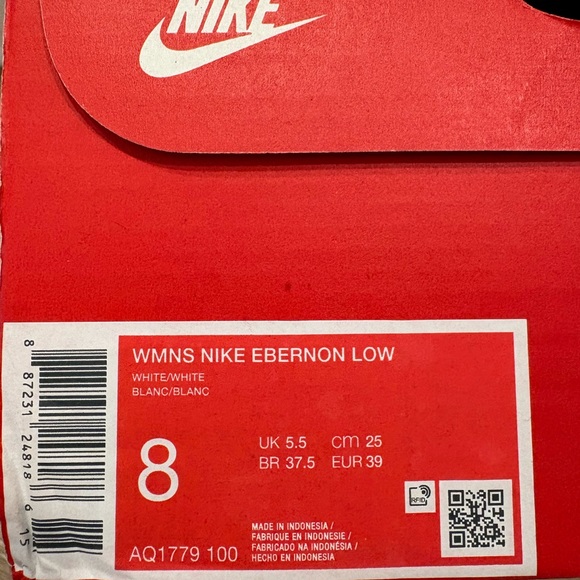 NIKE
WMNS NIKE EBERNON LOW
WHITE/WHITE
BLANC/BLANC
8
UK 5.5 cm 25
BR 37.5 EUR 39
RFID
MADE IN INDONESIA /
FABRIQUE EN INDONESIE /
FABRICADO NA INDONÉSIA /
HECHO EN INDONESIA
AQ1779 100
8 87231 24818 6 15